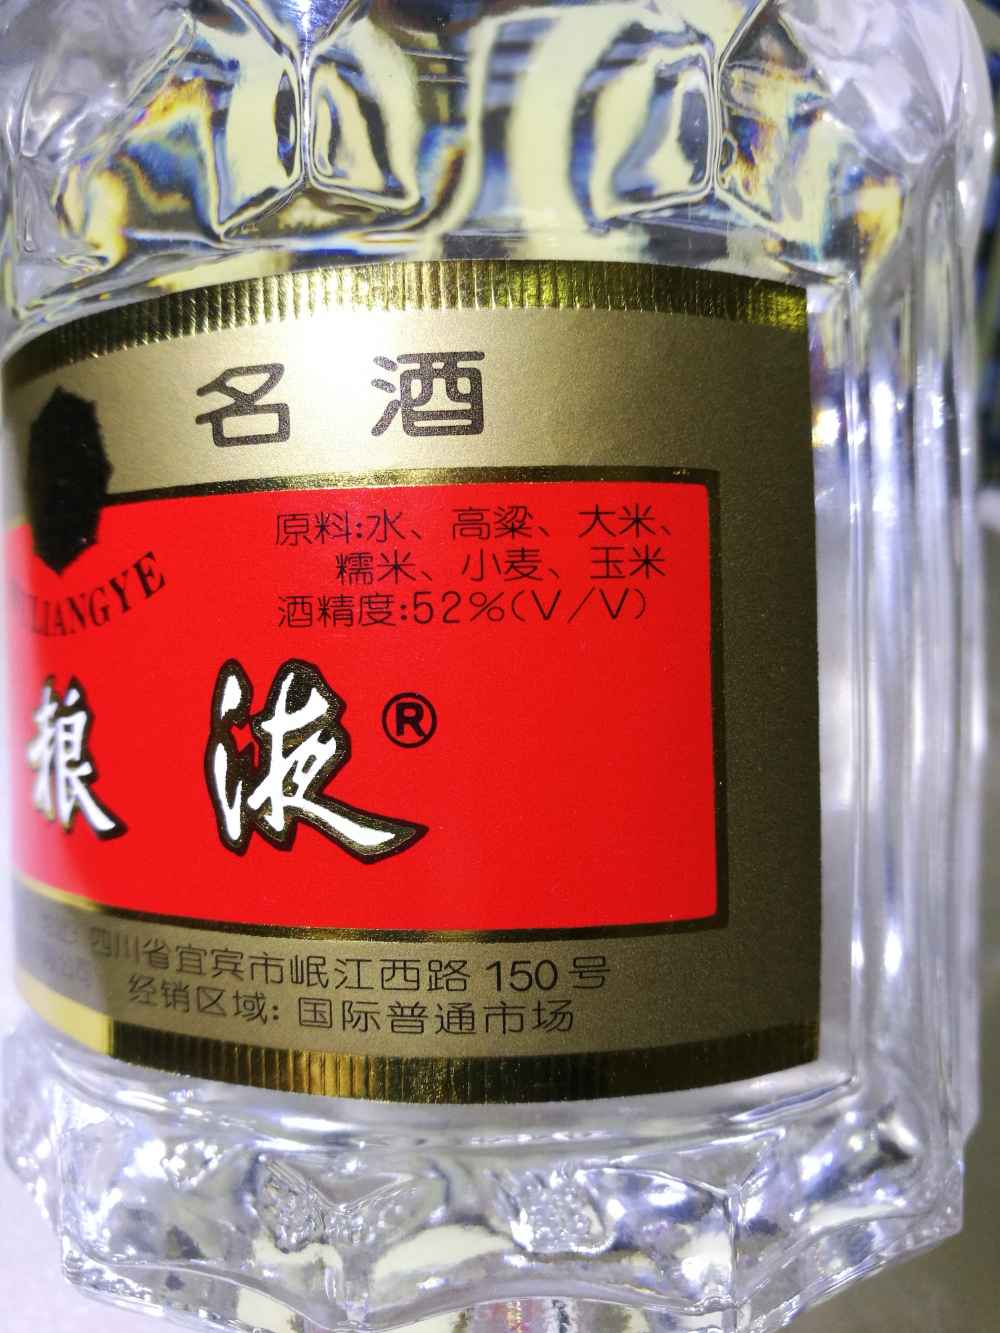 名酒
原料:水、高粱、大米、
糯米、小麦、玉米
酒精度:52%(V/V)
LIANGYE
粮液®
四川省宜宾市岷江西路150号
经销区域:国际普通市场